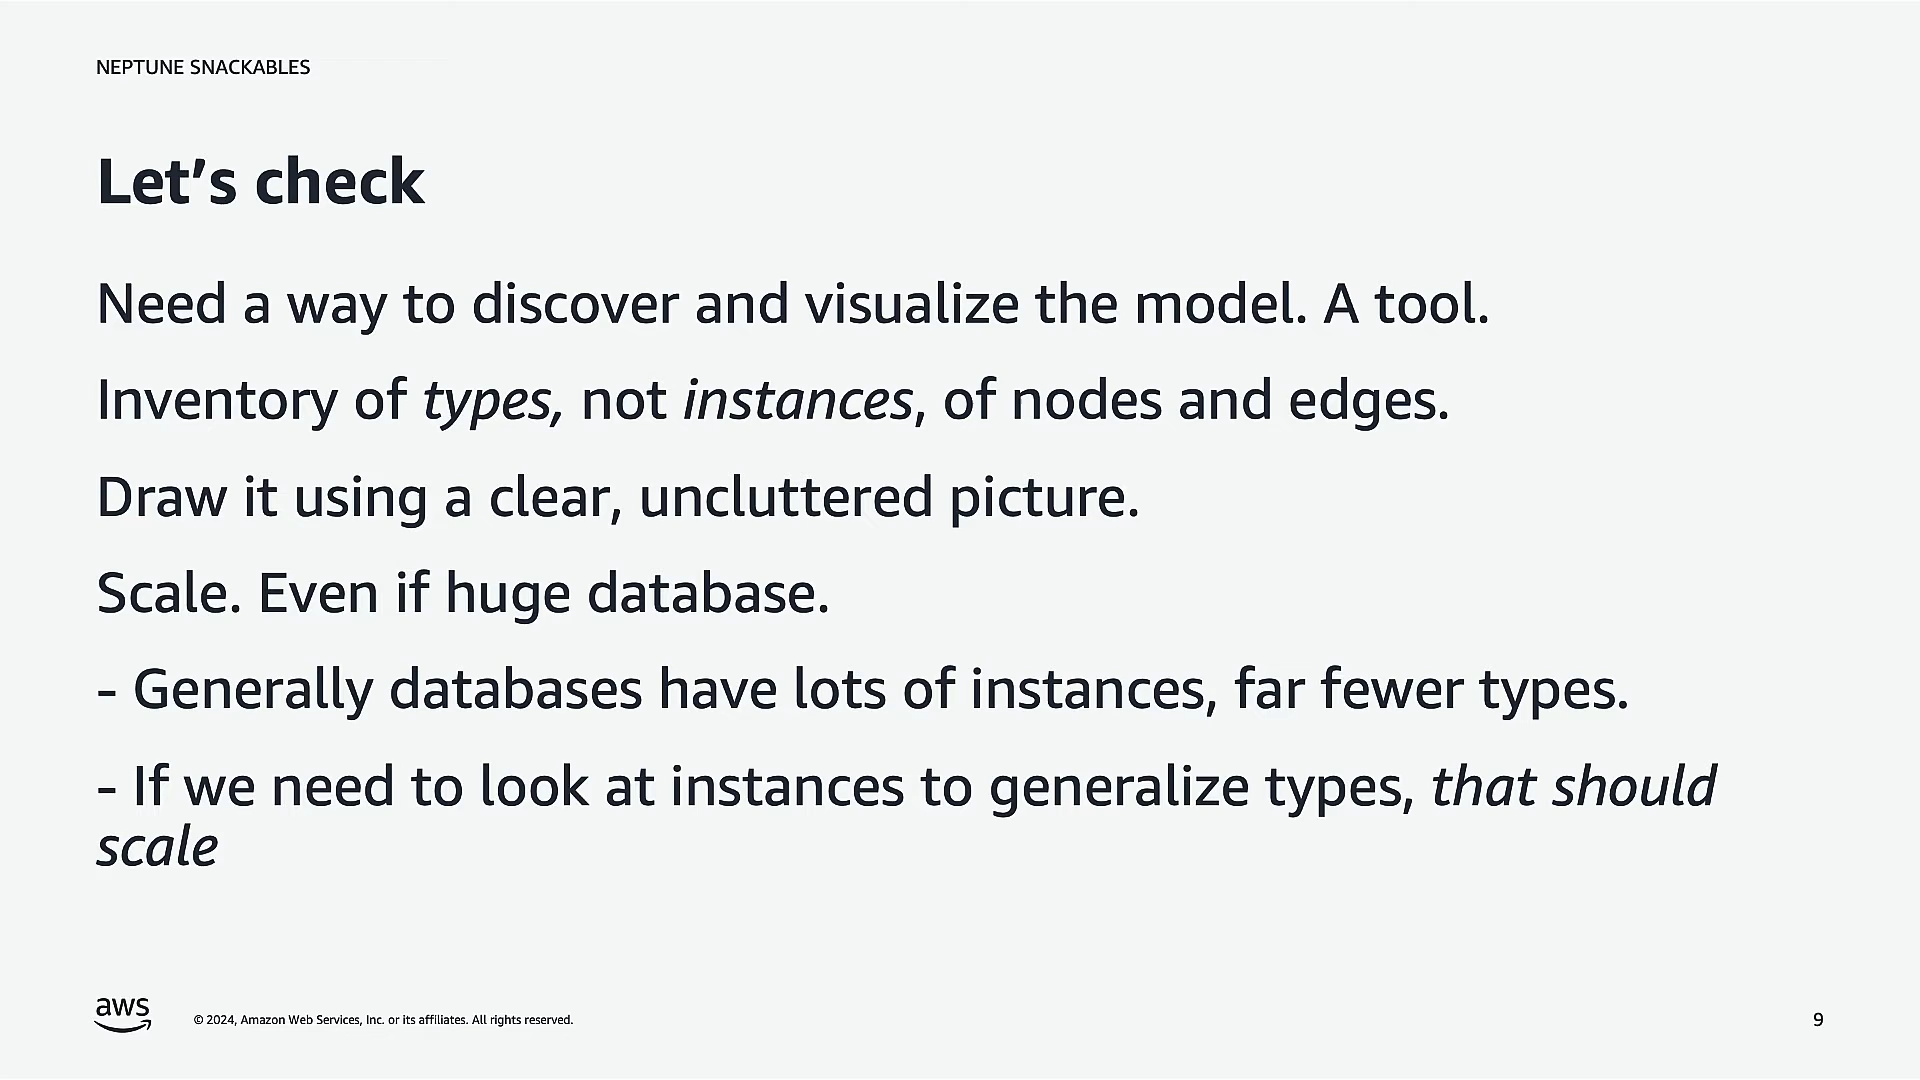 NEPTUNE SNACKABLES
Let’s check
Need a way to discover and visualize the model. A tool.
Inventory of types, not instances, of nodes and edges.
Draw it using a clear, uncluttered picture.
Scale. Even if huge database.
- Generally databases have lots of instances, far fewer types.
- If we need to look at instances to generalize types, that should
scale
aws
© 2024, Amazon Web Services, Inc. or its affiliates. All rights reserved.
9